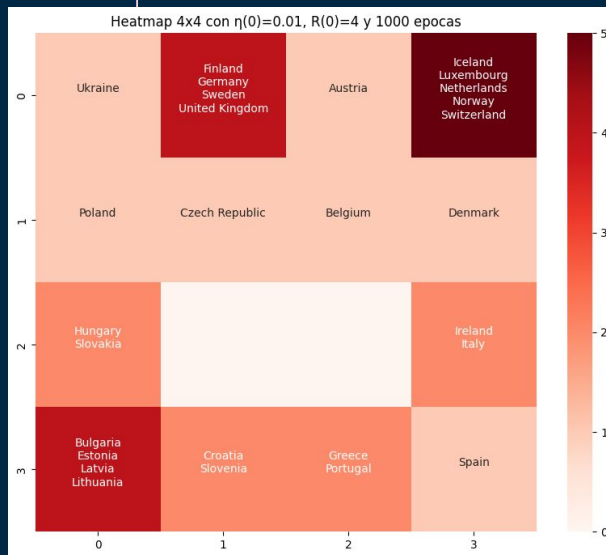 Heatmap 4x4 con η(0)=0.01, R(0)=4 y 1000 epocas
0
Ukraine
Finland
Germany
Sweden
United Kingdom
Austria
Iceland
Luxembourg
Netherlands
Norway
Switzerland
1
Poland
Czech Republic
Belgium
Denmark
2
Hungary
Slovakia
Ireland
Italy
3
Bulgaria
Estonia
Latvia
Lithuania
Croatia
Slovenia
Greece
Portugal
Spain
0
1
2
3
5
4
3
2
1
0